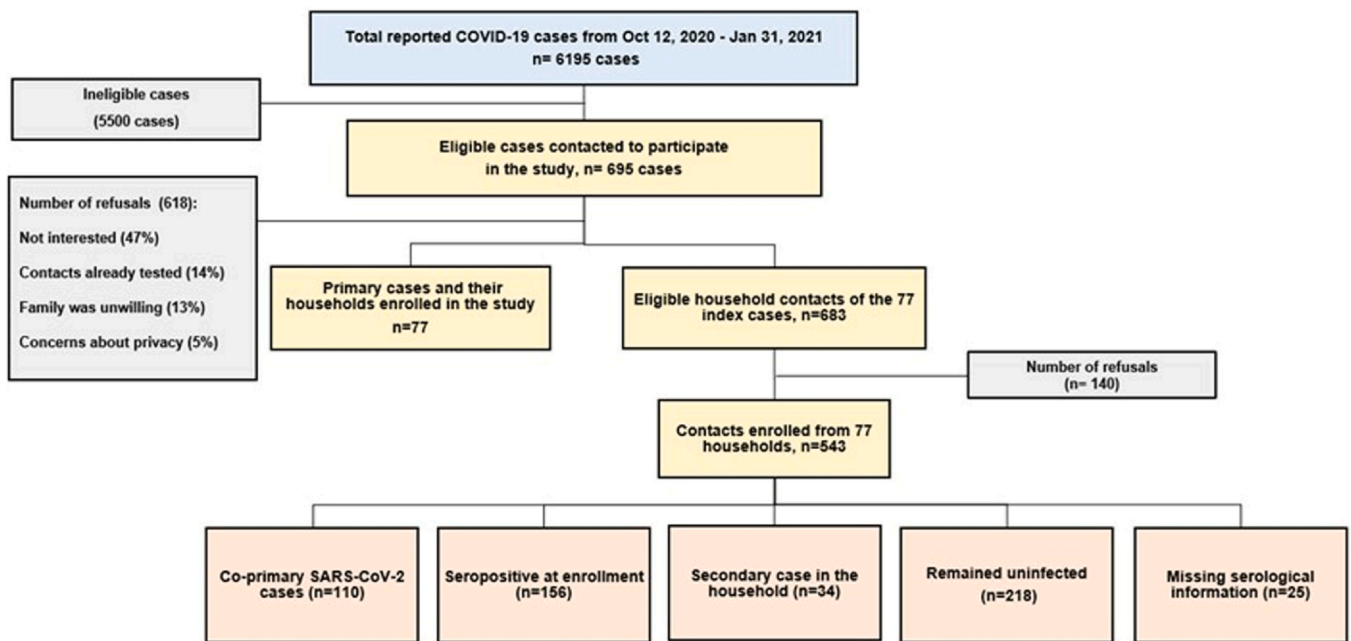 Total reported COVID-19 cases from Oct 12, 2020 - Jan 31, 2021
n= 6195 cases
Ineligible cases
(5500 cases)
Eligible cases contacted to participate
in the study, n= 695 cases
Number of refusals (618):
Not interested (47%)
Contacts already tested (14%)
Family was unwilling (13%)
Concerns about privacy (5%)
Primary cases and their
households enrolled in the study
n=77
Eligible household contacts of the 77
index cases, n=683
Number of refusals
(n= 140)
Contacts enrolled from 77
households, n=543
Co-primary SARS-CoV-2
cases (n=110)
Seropositive at enrollment
(n=156)
Secondary case in the
household (n=34)
Remained uninfected
(n=218)
Missing serological
information (n=25)